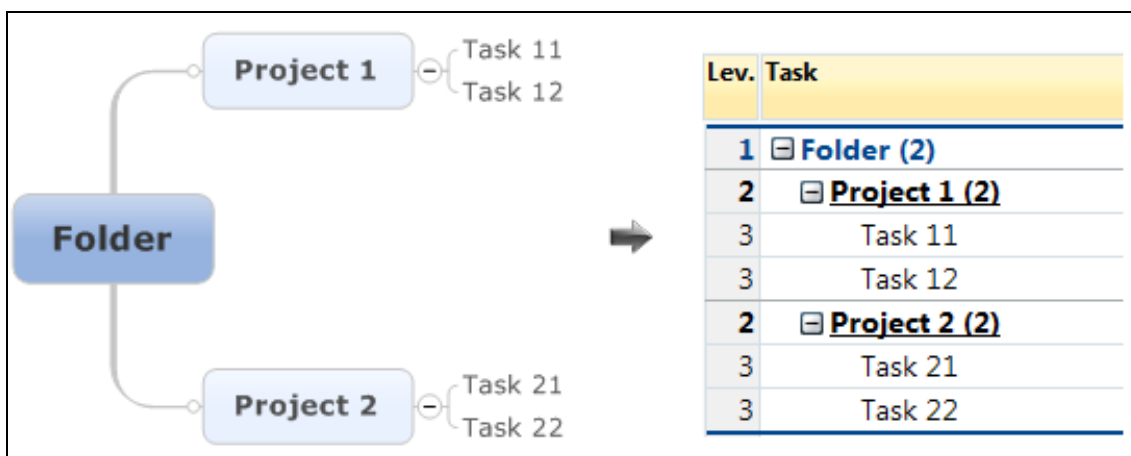 Folder
Project 1
Task 11
Task 12
Project 2
Task 21
Task 22
Lev. Task
1 Folder (2)
2 Project 1 (2)
3 Task 11
3 Task 12
2 Project 2 (2)
3 Task 21
3 Task 22